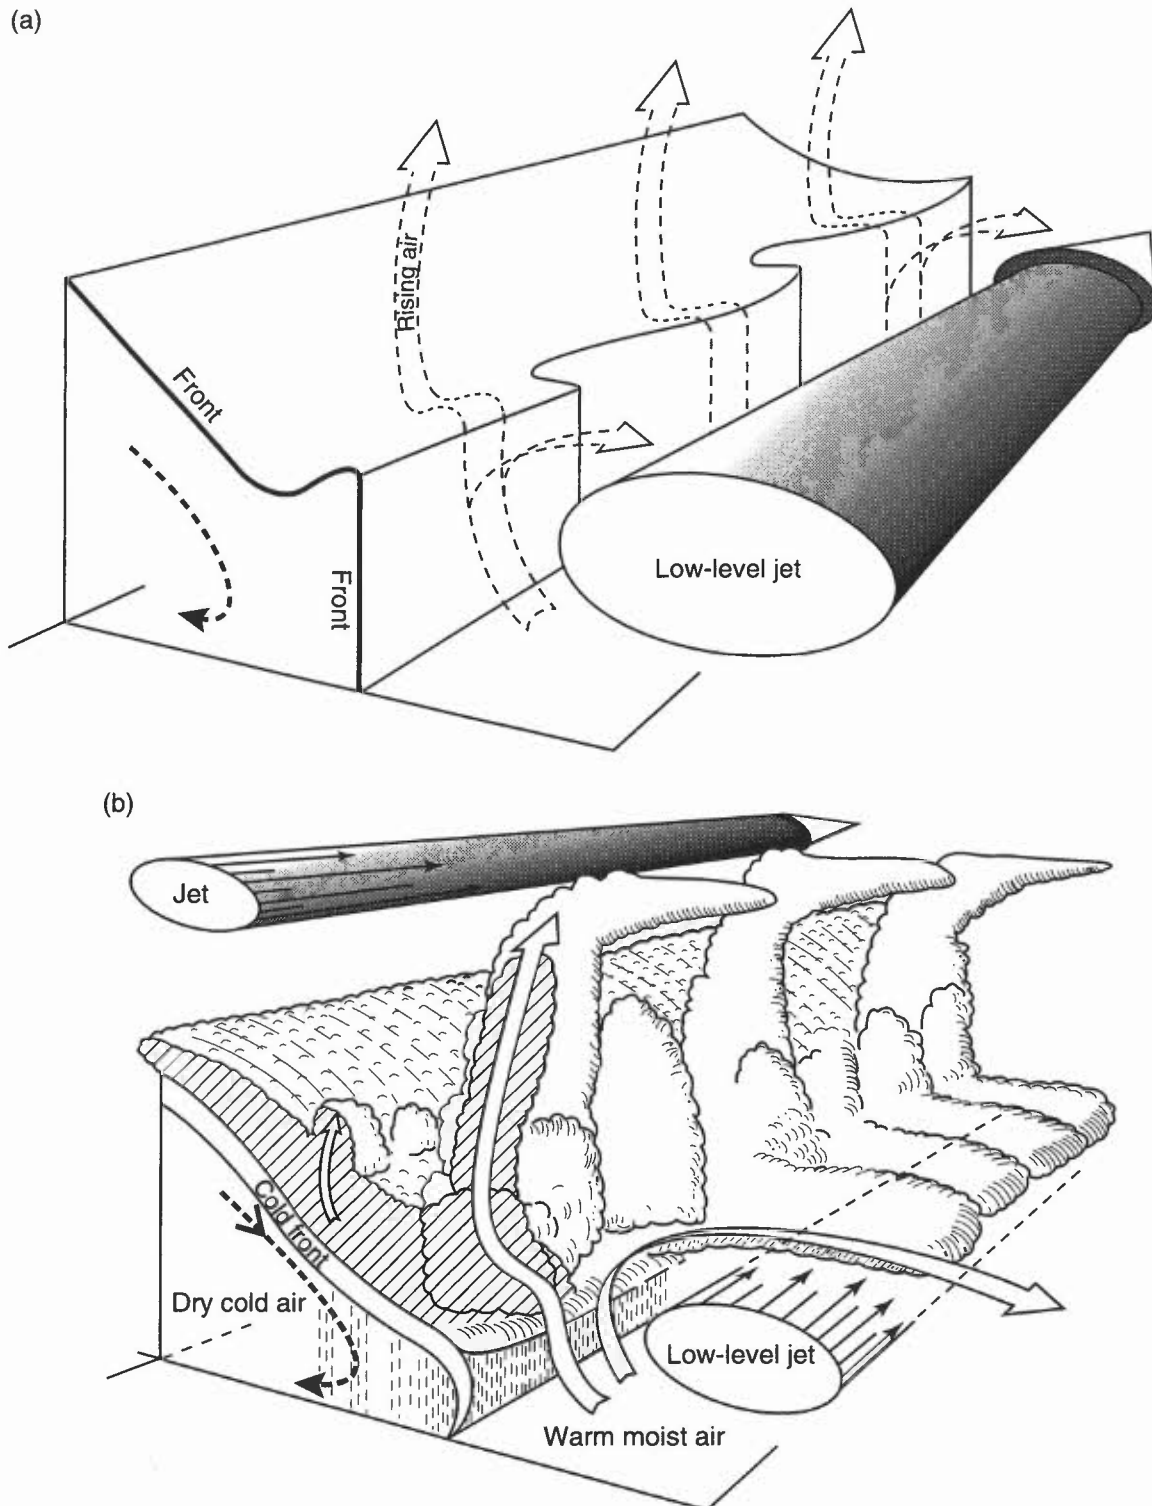 (a)
Rising air
Front
Front
Low-level jet
(b)
Jet
Cold front
Dry cold air
Low-level jet
Warm moist air